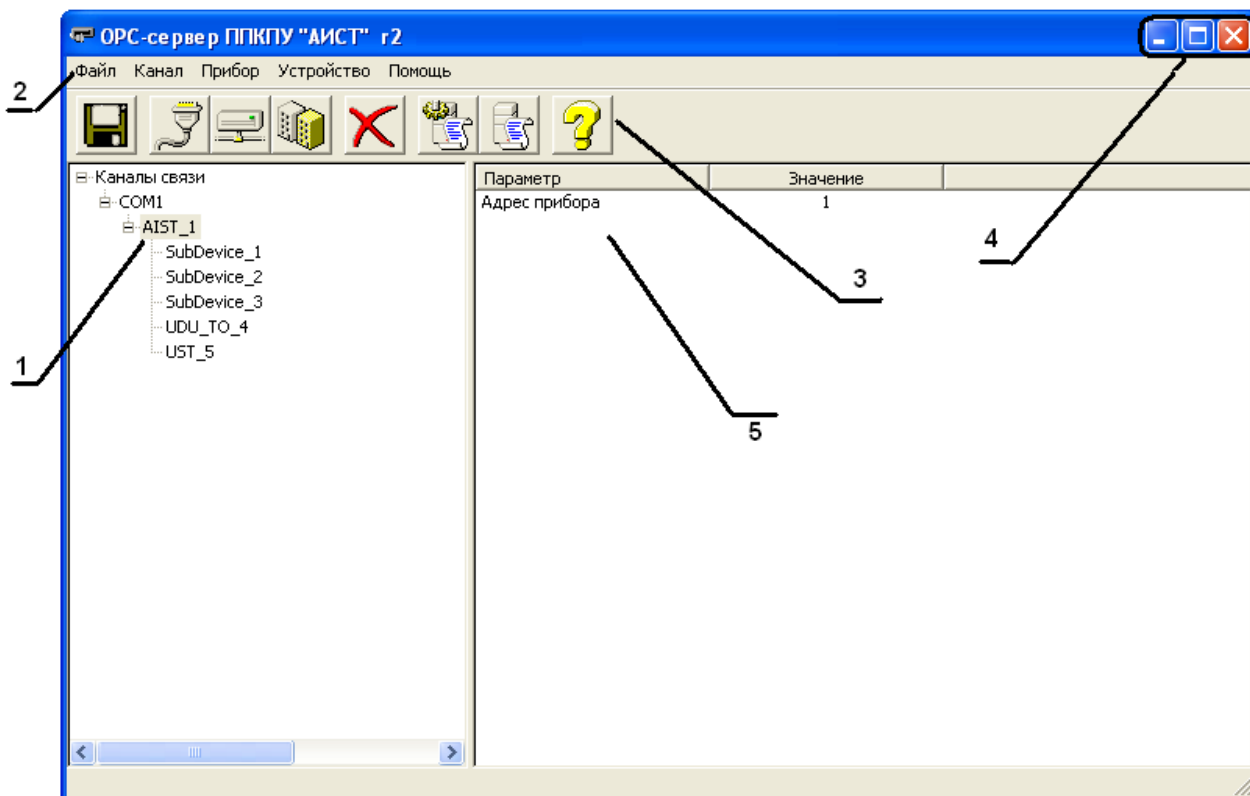 ОРС-сервер ППКПУ "АИСТ" r2
Файл Канал Прибор Устройство Помощь
2
Каналы связи
COM1
AIST_1
SubDevice_1
SubDevice_2
SubDevice_3
UDU_TO_4
UST_5
1
Параметр Значение
Адрес прибора 1
4
3
5